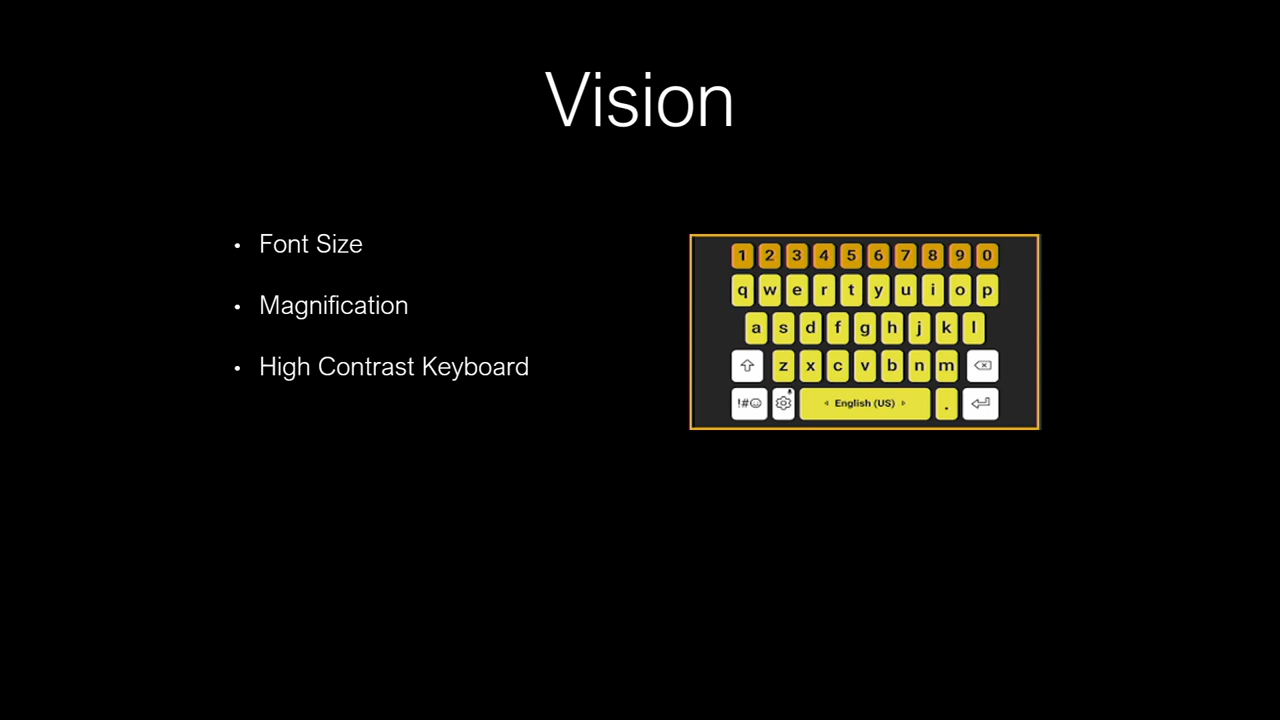 Vision
• Font Size
• Magnification
• High Contrast Keyboard
1 2 3 4 5 6 7 8 9 0
q w e r t y u i o p
a s d f g h j k l
z x c v b n m
!#☺ English (US) .